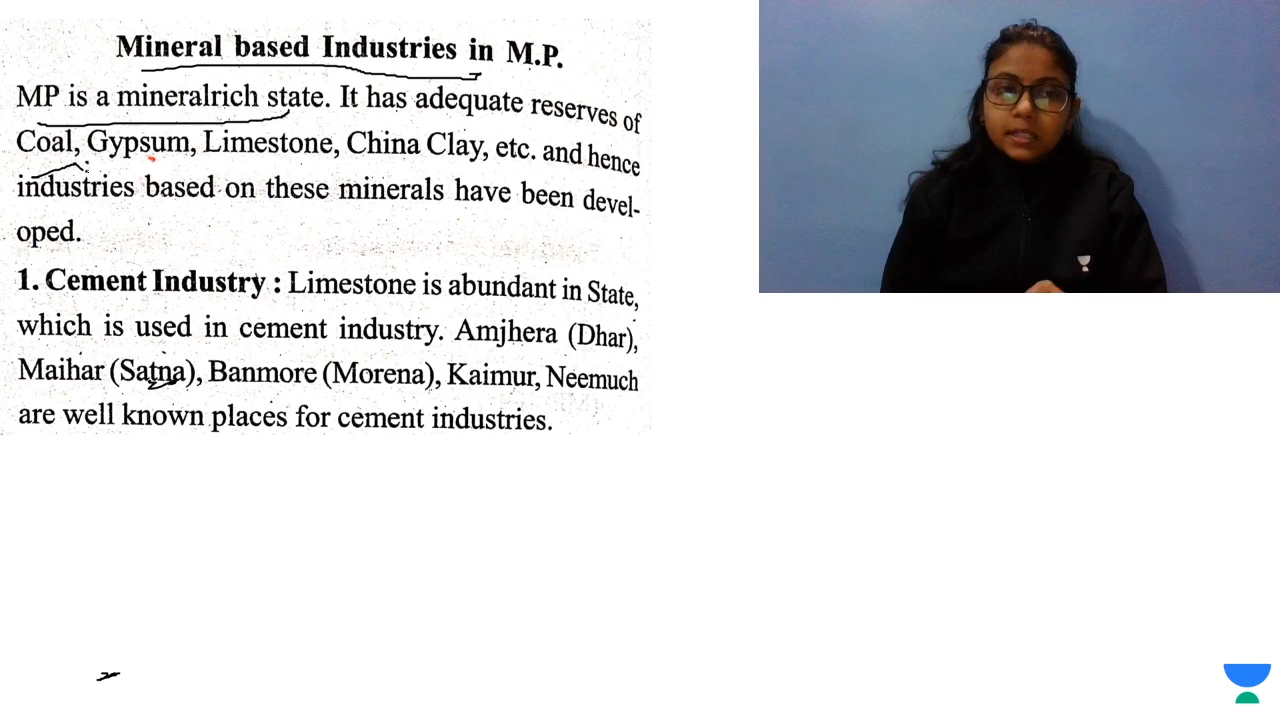 Mineral based Industries in M.P.
MP is a mineralrich state. It has adequate reserves of
Coal, Gypsum, Limestone, China Clay, etc. and hence
industries based on these minerals have been devel-
oped.
1. Cement Industry : Limestone is abundant in State,
which is used in cement industry. Amjhera (Dhar),
Maihar (Satna), Banmore (Morena), Kaimur, Neemuch
are well known places for cement industries.